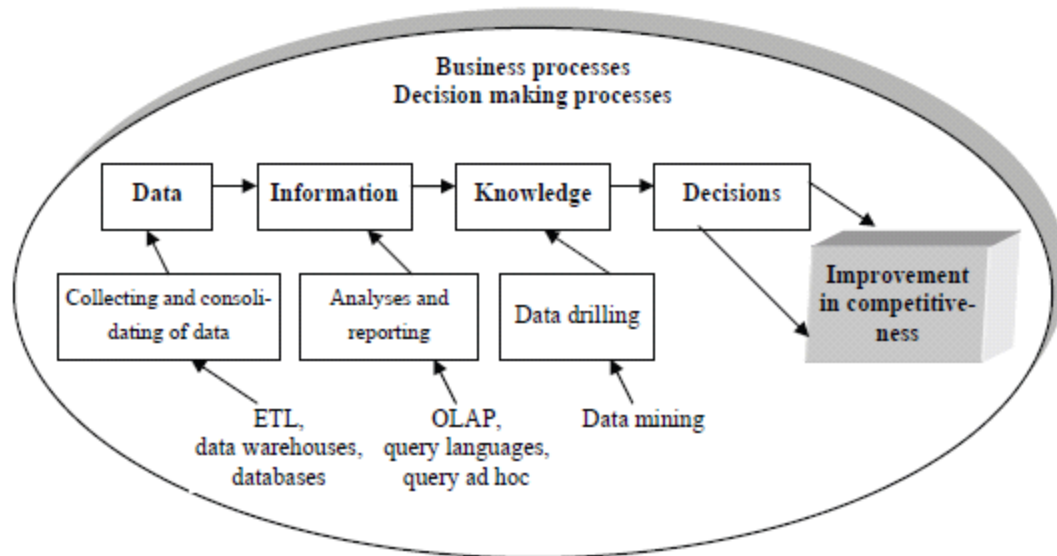 Business processes
Decision making processes
Data
Information
Knowledge
Decisions
Improvement
in competitive-
ness
Collecting and consoli-
dating of data
Analyses and
reporting
Data drilling
ETL,
data warehouses,
databases
OLAP,
query languages,
query ad hoc
Data mining